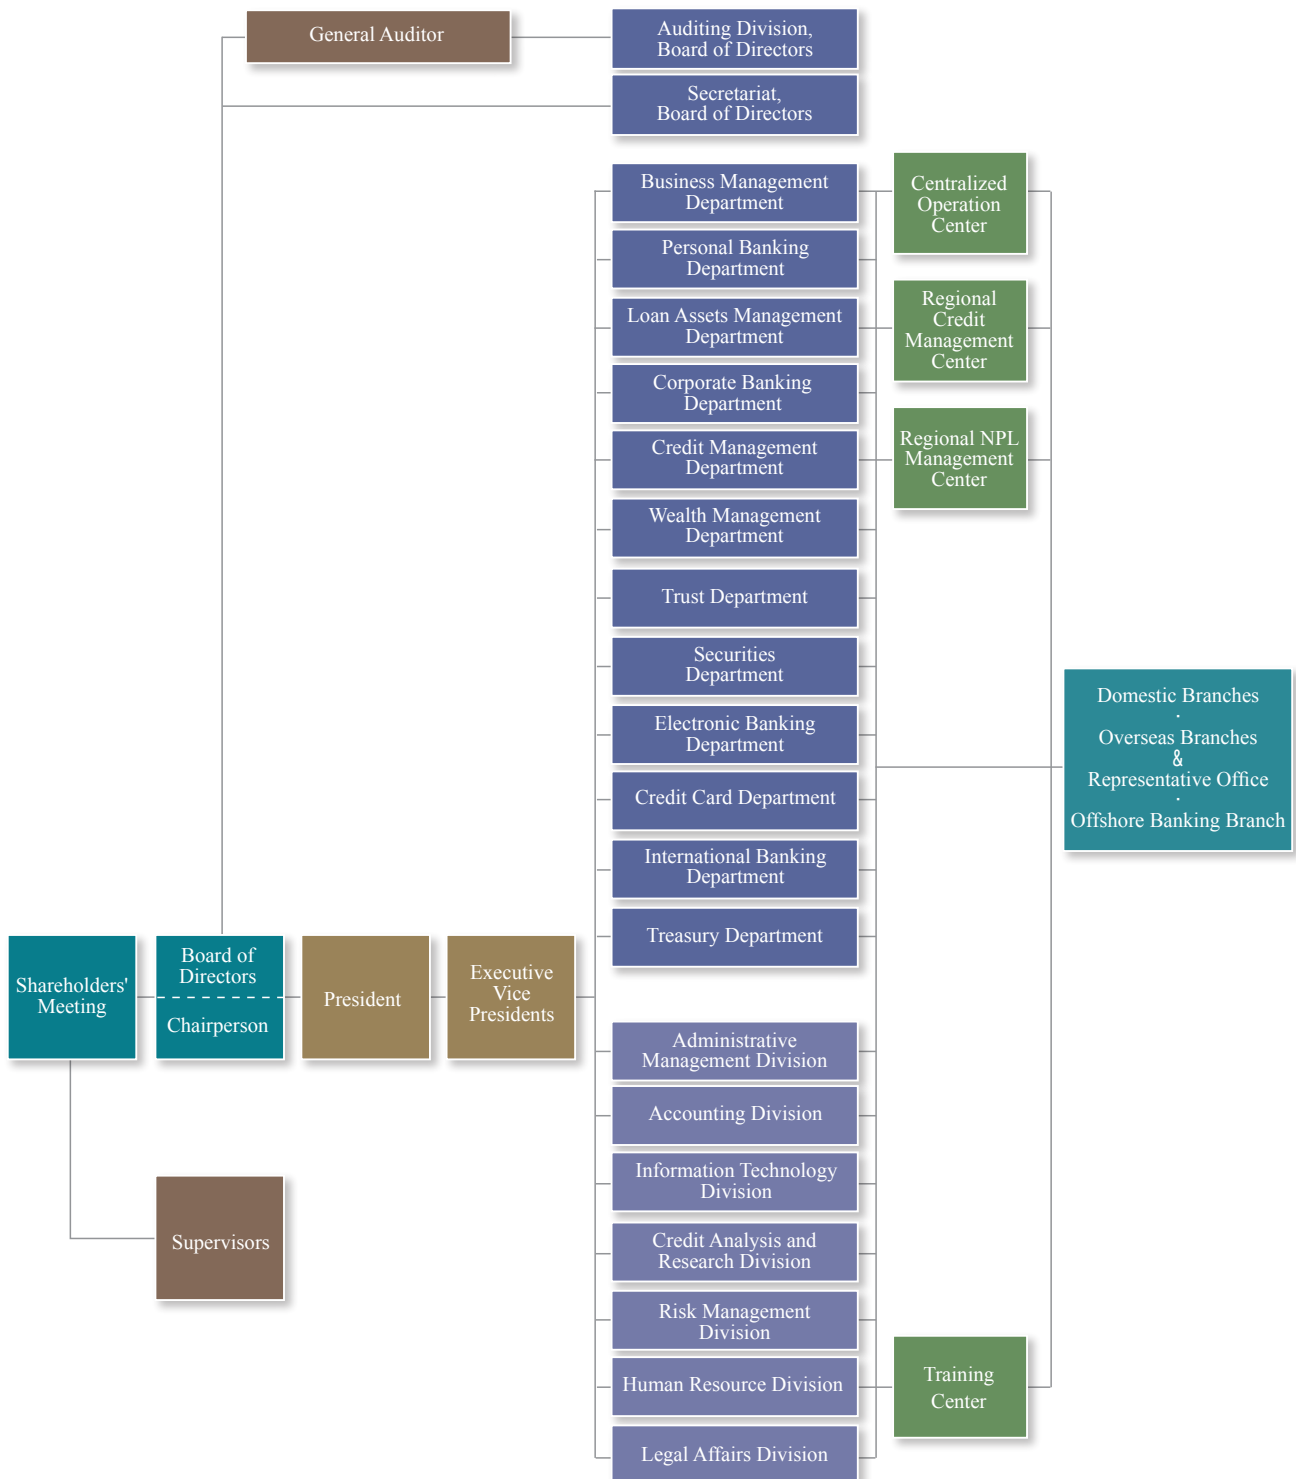 General Auditor
Auditing Division,
Board of Directors
Secretariat,
Board of Directors
Business Management
Department
Centralized
Operation
Center
Personal Banking
Department
Loan Assets Management
Department
Regional
Credit
Management
Center
Corporate Banking
Department
Credit Management
Department
Regional NPL
Management
Center
Wealth Management
Department
Trust Department
Securities
Department
Electronic Banking
Department
Credit Card Department
International Banking
Department
Treasury Department
Domestic Branches
·
Overseas Branches
&
Representative Office
·
Offshore Banking Branch
Shareholders'
Meeting
Board of
Directors
Chairperson
President
Executive
Vice
Presidents
Administrative
Management Division
Accounting Division
Information Technology
Division
Supervisors
Credit Analysis and
Research Division
Risk Management
Division
Human Resource Division
Training
Center
Legal Affairs Division